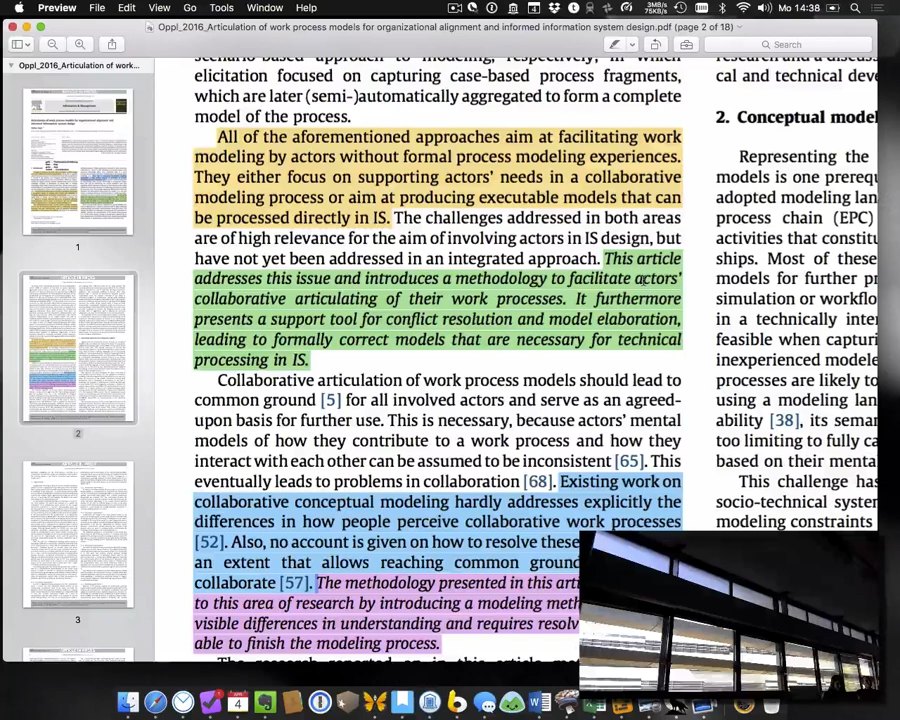 Preview File Edit View Go Tools Window Help
3MB/s
75KB/s
Mo 14:38
Oppl_2016_Articulation of work process models for organizational alignment and informed information system design.pdf (page 2 of 18)
Search
Oppl_2016_Articulation of work...
1
2
3
elicitation focused on capturing case-based process fragments,
which are later (semi-)automatically aggregated to form a complete
model of the process.
All of the aforementioned approaches aim at facilitating work
modeling by actors without formal process modeling experiences.
They either focus on supporting actors' needs in a collaborative
modeling process or aim at producing executable models that can
be processed directly in IS. The challenges addressed in both areas
are of high relevance for the aim of involving actors in IS design, but
have not yet been addressed in an integrated approach. This article
addresses this issue and introduces a methodology to facilitate actors'
collaborative articulating of their work processes. It furthermore
presents a support tool for conflict resolution and model elaboration,
leading to formally correct models that are necessary for technical
processing in IS.
Collaborative articulation of work process models should lead to
common ground [5] for all involved actors and serve as an agreed-
upon basis for further use. This is necessary, because actors' mental
models of how they contribute to a work process and how they
interact with each other can be assumed to be inconsistent [65]. This
eventually leads to problems in collaboration [68]. Existing work on
collaborative conceptual modeling hardly addresses explicitly the
differences in how people perceive collaborative work processes
[52]. Also, no account is given on how to resolve these
an extent that allows reaching common ground
collaborate [57]. The methodology presented in this arti
to this area of research by introducing a modeling meth
visible differences in understanding and requires resolv
able to finish the modeling process.
cal and technical deve
2. Conceptual model
Representing the
models is one prerequ
adopted modeling lan
process chain (EPC)
activities that constitu
ships. Most of these
models for further pr
simulation or workflo
in a technically inter
feasible when capturi
inexperienced modele
processes are likely to
using a modeling lan
ability [38], its seman
too limiting to fully ca
based on their menta
This challenge has
socio-technical system
modeling constraints